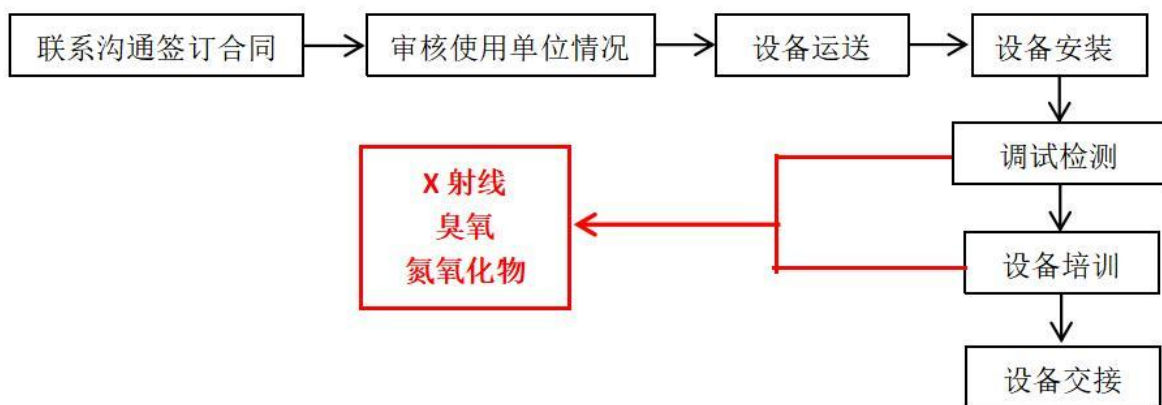 联系沟通签订合同
审核使用单位情况
设备运送
设备安装
调试检测
X 射线
臭氧
氮氧化物
设备培训
设备交接